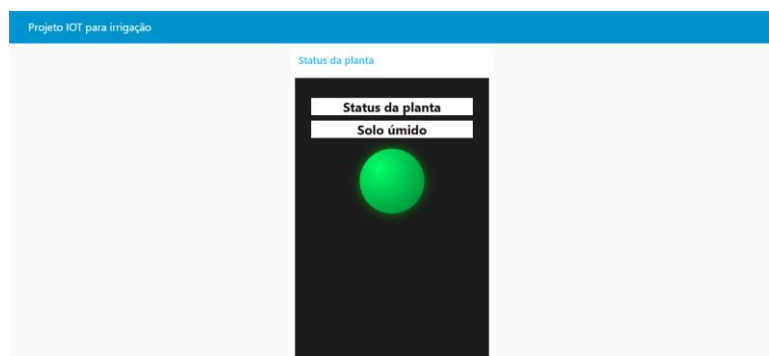 Projeto IOT para irrigação
Status da planta
Status da planta
Solo úmido